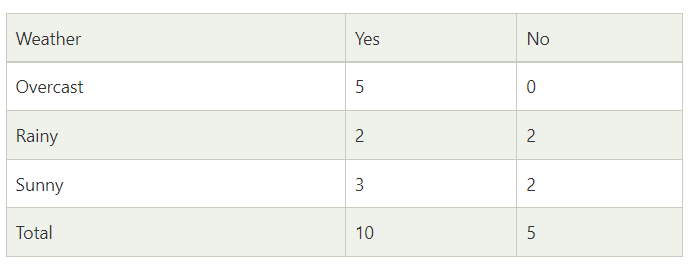 Weather Yes No
Overcast 5 0
Rainy 2 2
Sunny 3 2
Total 10 5